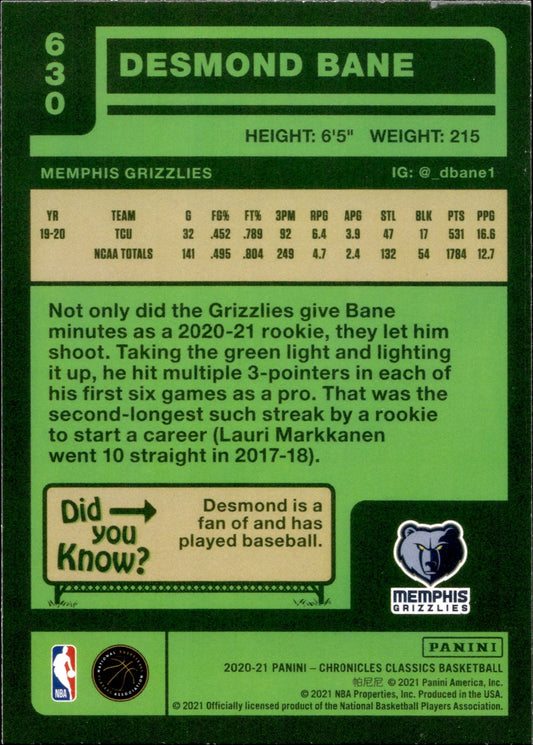 630
DESMOND BANE
HEIGHT: 6'5" WEIGHT: 215
MEMPHIS GRIZZLIES IG: @_dbane1
YR TEAM G FG% FT% 3PM RPG APG STL BLK PTS PPG
19-20 TCU 32 .452 .789 92 6.4 3.9 47 17 531 16.6
NCAA TOTALS 141 .495 .804 249 4.7 2.4 132 54 1784 12.7
Not only did the Grizzlies give Bane
minutes as a 2020-21 rookie, they let him
shoot. Taking the green light and lighting
it up, he hit multiple 3-pointers in each of
his first six games as a pro. That was the
second-longest such streak by a rookie
to start a career (Lauri Markkanen
went 10 straight in 2017-18).
Did
you
Know?
Desmond is a
fan of and has
played baseball.
MEMPHIS
GRIZZLIES
NBA
NATIONAL BASKETBALL
PLAYERS ASSOCIATION
PANINI
2020-21 PANINI – CHRONICLES CLASSICS BASKETBALL
帕尼尼 © 2021 Panini America, Inc.
© 2021 NBA Properties, Inc. Produced in the USA.
© 2021 Officially licensed product of the National Basketball Players Association.